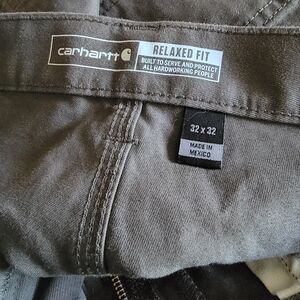 carhartt
RELAXED FIT
BUILT TO SERVE AND PROTECT
ALL HARDWORKING PEOPLE
32 x 32
MADE IN
MEXICO